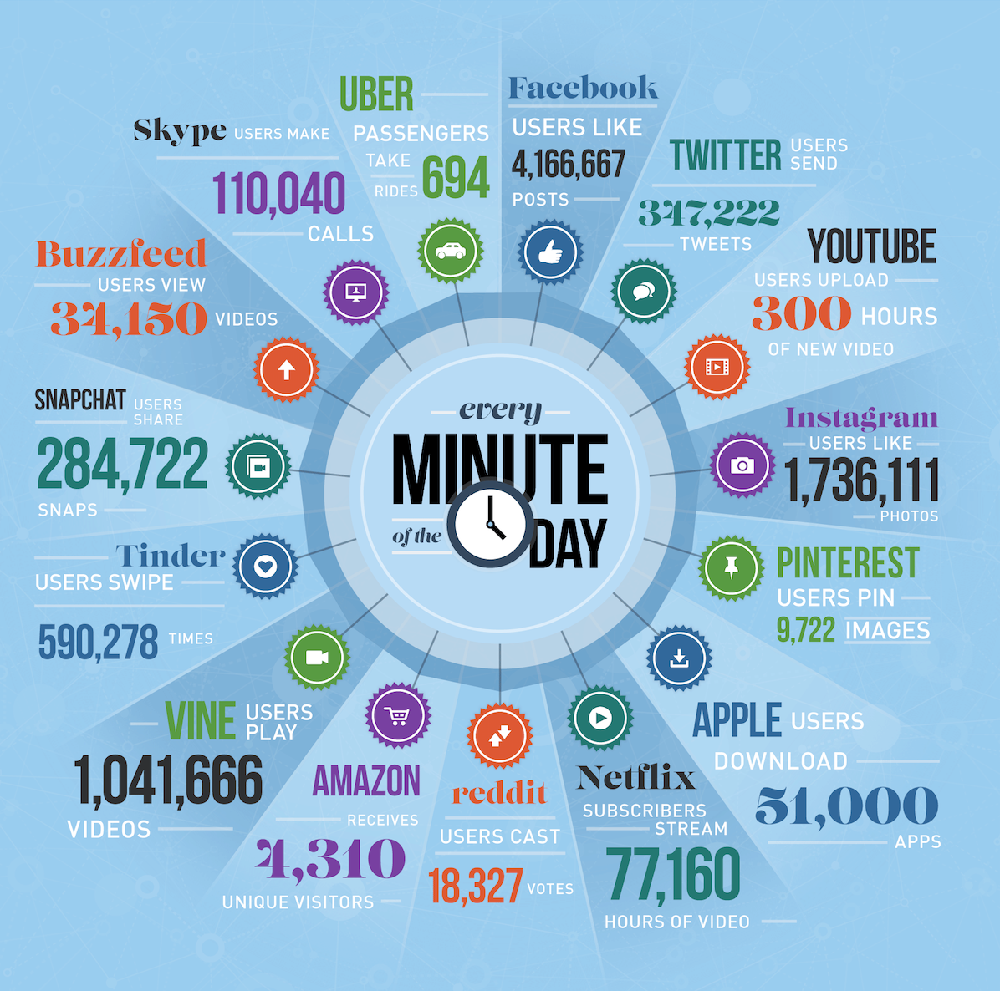 every
MINUTE
of the
DAY
Facebook
USERS LIKE
4,166,667
POSTS
TWITTER USERS
SEND
347,222
TWEETS
YOUTUBE
USERS UPLOAD
300 HOURS
OF NEW VIDEO
Instagram
USERS LIKE
1,736,111
PHOTOS
PINTEREST
USERS PIN
9,722 IMAGES
APPLE USERS
DOWNLOAD
51,000
APPS
Netflix
SUBSCRIBERS
STREAM
77,160
HOURS OF VIDEO
reddit
USERS CAST
18,327 VOTES
AMAZON
RECEIVES
4,310
UNIQUE VISITORS
VINE USERS
PLAY
1,041,666
VIDEOS
Tinder
USERS SWIPE
590,278 TIMES
SNAPCHAT USERS
SHARE
284,722
SNAPS
Buzzfeed
USERS VIEW
34,150 VIDEOS
Skype USERS MAKE
110,040
CALLS
UBER
PASSENGERS
TAKE
RIDES 694